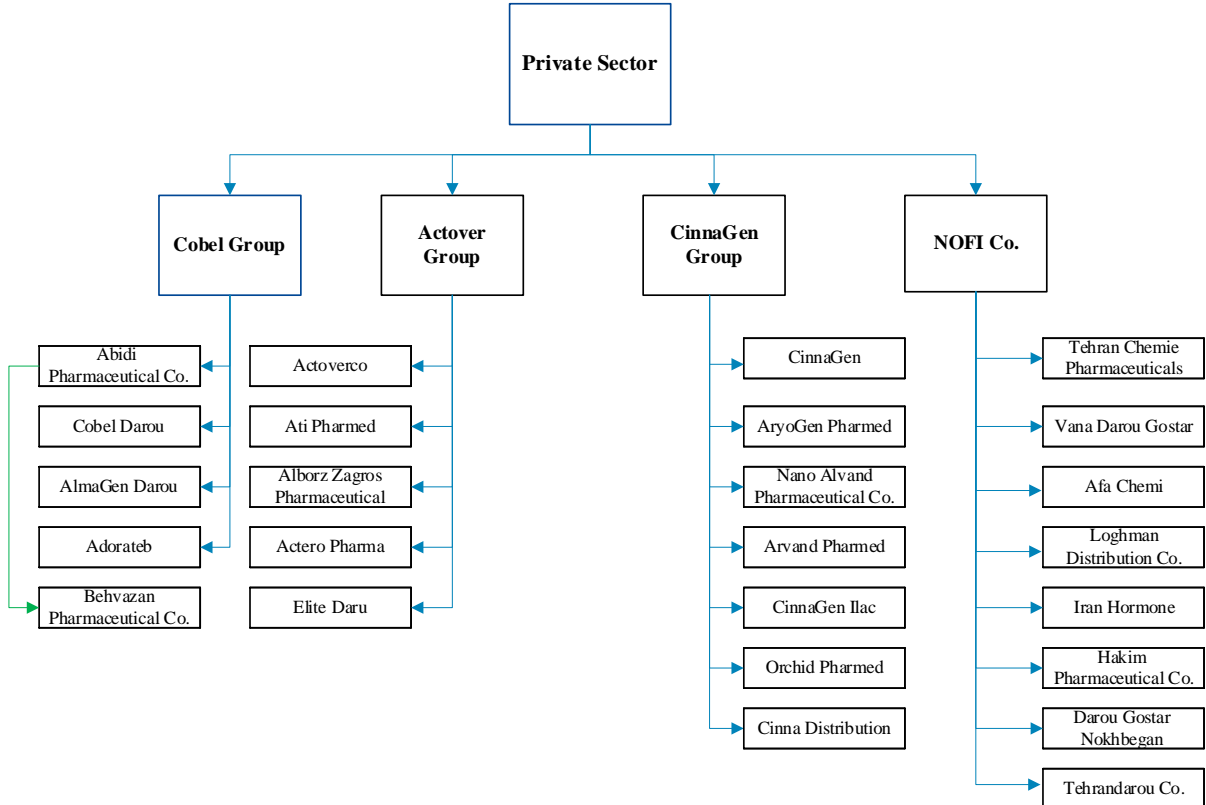 Private Sector
Cobel Group
Actover
Group
CinnaGen
Group
NOFI Co.
Abidi
Pharmaceutical Co.
Cobel Darou
AlmaGen Darou
Adorateb
Behvazan
Pharmaceutical Co.
Actoverco
Ati Pharmed
Alborz Zagros
Pharmaceutical
Actero Pharma
Elite Daru
CinnaGen
AryoGen Pharmed
Nano Alvand
Pharmaceutical Co.
Arvand Pharmed
CinnaGen Ilac
Orchid Pharmed
Cinna Distribution
Tehran Chemie
Pharmaceuticals
Vana Darou Gostar
Afa Chemi
Loghman
Distribution Co.
Iran Hormone
Hakim
Pharmaceutical Co.
Darou Gostar
Nokhbegan
Tehrandarou Co.